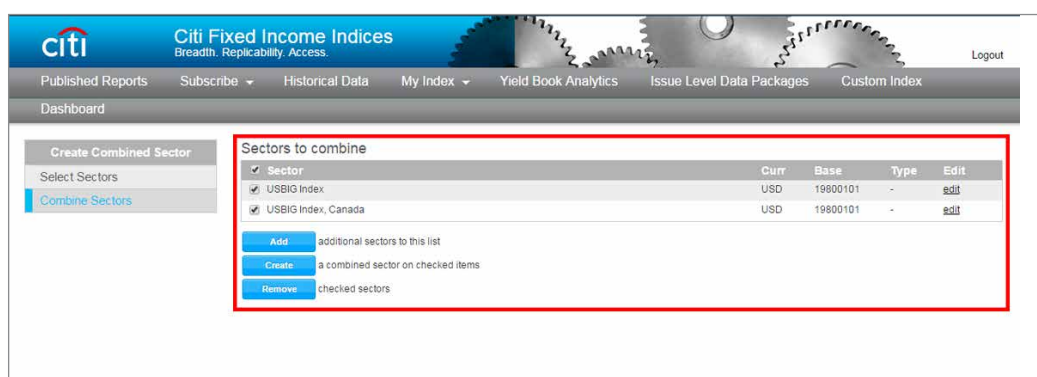 citi
Citi Fixed Income Indices
Breadth. Replicability. Access.
Logout
Published Reports Subscribe Historical Data My Index Yield Book Analytics Issue Level Data Packages Custom Index
Dashboard
Create Combined Sector
Select Sectors
Combine Sectors
Sectors to combine
Sector Curr Base Type Edit
USBIG Index USD 19800101 - edit
USBIG Index, Canada USD 19800101 - edit
Add additional sectors to this list
Create a combined sector on checked items
Remove checked sectors